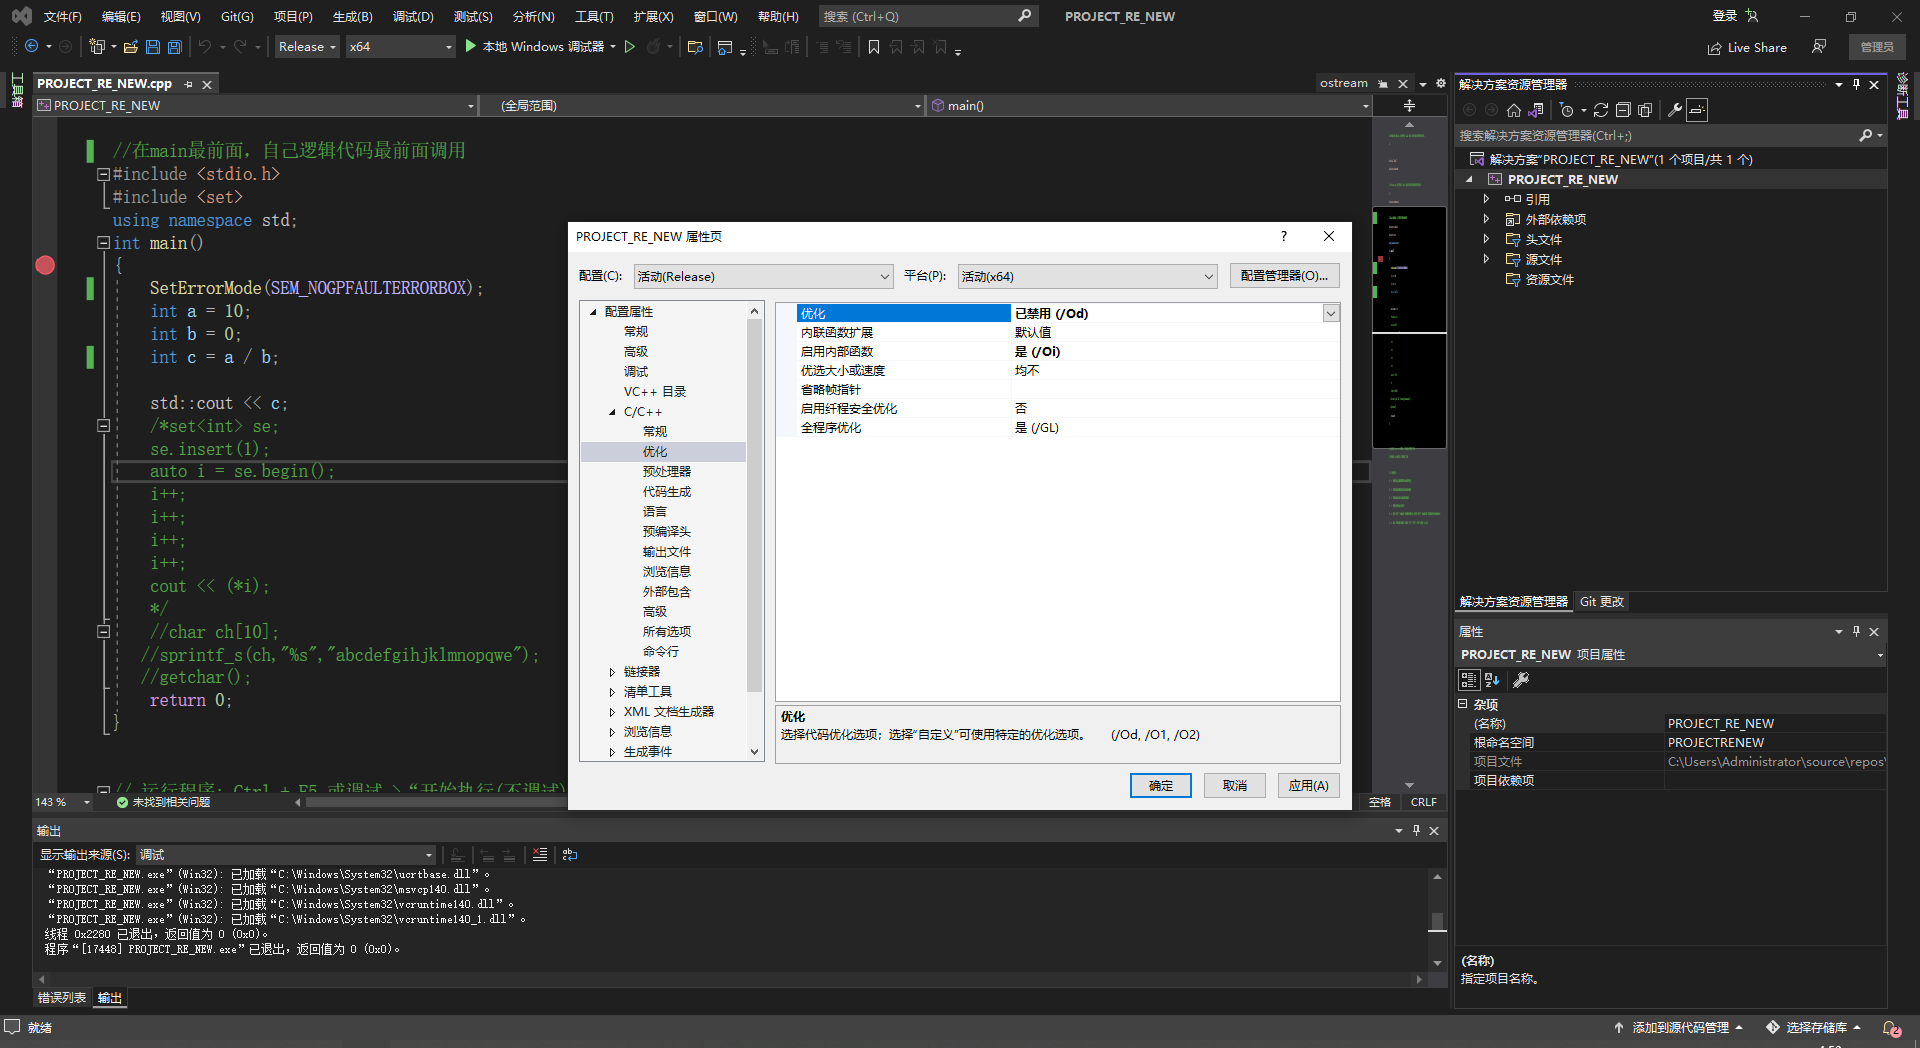 文件(F) 编辑(E) 视图(V) Git(G) 项目(P) 生成(B) 调试(D) 测试(S) 分析(N) 工具(T) 扩展(X) 窗口(W) 帮助(H) 搜索 (Ctrl+Q) PROJECT_RE_NEW 登录
Release x64 本地 Windows 调试器 Live Share 管理员
工具箱
PROJECT_RE_NEW.cpp ostream
PROJECT_RE_NEW (全局范围) main()
//在main最前面，自己逻辑代码最前面调用
#include <stdio.h>
#include <set>
using namespace std;
int main()
{
SetErrorMode(SEM_NOGPFAULTERRORBOX);
int a = 10;
int b = 0;
int c = a / b;
std::cout << c;
/*set<int> se;
se.insert(1);
auto i = se.begin();
i++;
i++;
i++;
i++;
cout << (*i);
*/
//char ch[10];
//sprintf_s(ch,"%s","abcdefgihjklmnopqwe");
//getchar();
return 0;
}
// 运行程序: Ctrl + F5 或调试 >“开始执行(不调试)
143 % 未找到相关问题 空格 CRLF
PROJECT_RE_NEW 属性页 ?
配置(C): 活动(Release) 平台(P): 活动(x64) 配置管理器(O)...
配置属性
常规
高级
调试
VC++ 目录
C/C++
常规
优化
预处理器
代码生成
语言
预编译头
输出文件
浏览信息
外部包含
高级
所有选项
命令行
链接器
清单工具
XML 文档生成器
浏览信息
生成事件
优化 已禁用 (/Od)
内联函数扩展 默认值
启用内部函数 是 (/Oi)
优选大小或速度 均不
省略帧指针
启用纤程安全优化 否
全程序优化 是 (/GL)
优化
选择代码优化选项；选择“自定义”可使用特定的优化选项。 (/Od, /O1, /O2)
确定 取消 应用(A)
输出
显示输出来源(S): 调试
“PROJECT_RE_NEW.exe”(Win32): 已加载“C:\Windows\System32\ucrtbase.dll”。
“PROJECT_RE_NEW.exe”(Win32): 已加载“C:\Windows\System32\msvcp140.dll”。
“PROJECT_RE_NEW.exe”(Win32): 已加载“C:\Windows\System32\vcruntime140.dll”。
“PROJECT_RE_NEW.exe”(Win32): 已加载“C:\Windows\System32\vcruntime140_1.dll”。
线程 0x2280 已退出，返回值为 0 (0x0)。
程序“[17448] PROJECT_RE_NEW.exe”已退出，返回值为 0 (0x0)。
错误列表 输出
就绪
解决方案资源管理器
搜索解决方案资源管理器(Ctrl+;)
解决方案“PROJECT_RE_NEW”(1 个项目/共 1 个)
PROJECT_RE_NEW
引用
外部依赖项
头文件
源文件
资源文件
解决方案资源管理器 Git 更改
属性
PROJECT_RE_NEW 项目属性
杂项
(名称) PROJECT_RE_NEW
根命名空间 PROJECTRENEW
项目文件 C:\Users\Administrator\source\repos\
项目依赖项
(名称)
指定项目名称。
诊断工具
添加到源代码管理 选择存储库 2